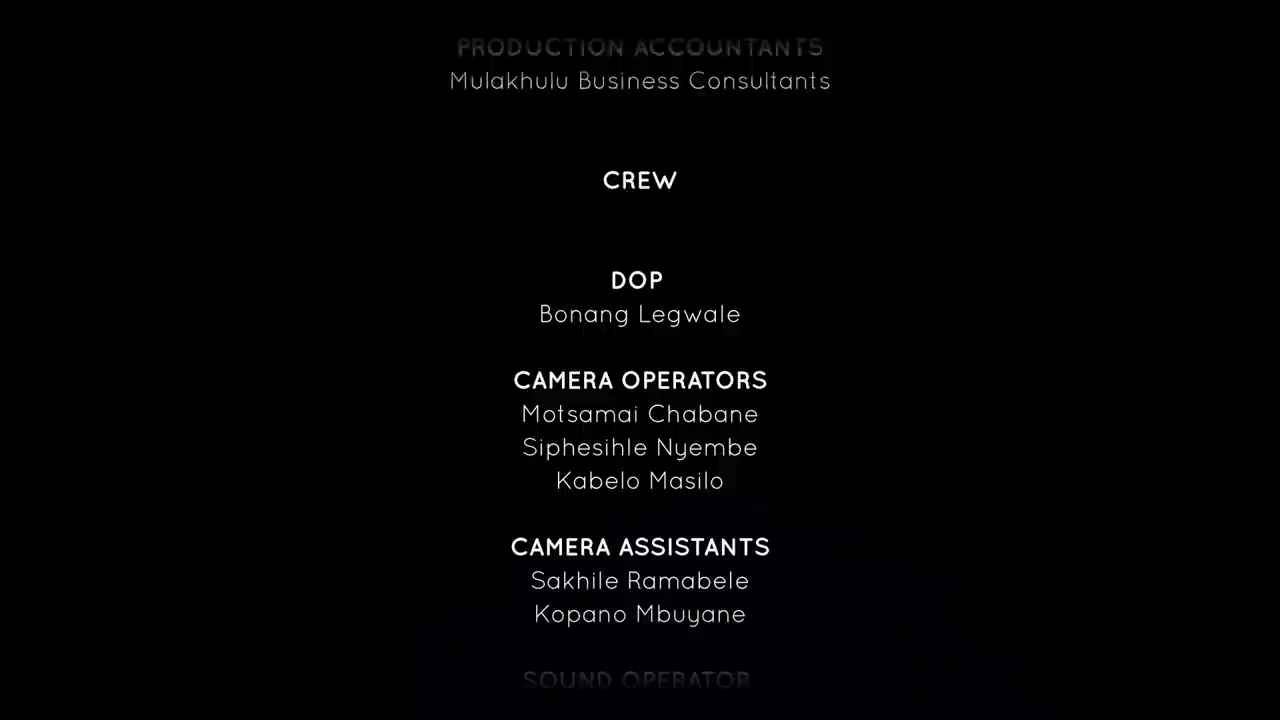 PRODUCTION ACCOUNTANTS
Mulakhulu Business Consultants
CREW
DOP
Bonang Legwale
CAMERA OPERATORS
Motsamai Chabane
Siphesihle Nyembe
Kabelo Masilo
CAMERA ASSISTANTS
Sakhile Ramabele
Kopano Mbuyane
SOUND OPERATOR